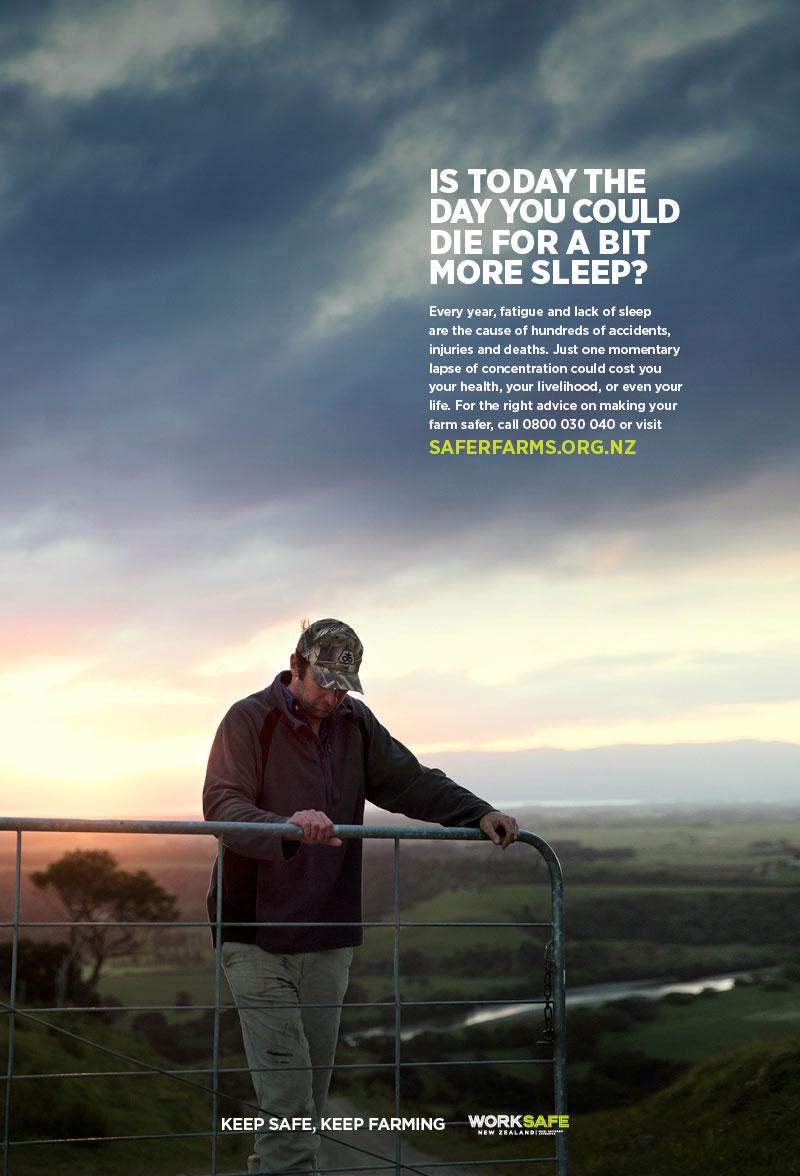 IS TODAY THE
DAY YOU COULD
DIE FOR A BIT
MORE SLEEP?
Every year, fatigue and lack of sleep
are the cause of hundreds of accidents,
injuries and deaths. Just one momentary
lapse of concentration could cost you
your health, your livelihood, or even your
life. For the right advice on making your
farm safer, call 0800 030 040 or visit
SAFERFARMS.ORG.NZ
KEEP SAFE, KEEP FARMING
WORKSAFE
NEW ZEALAND